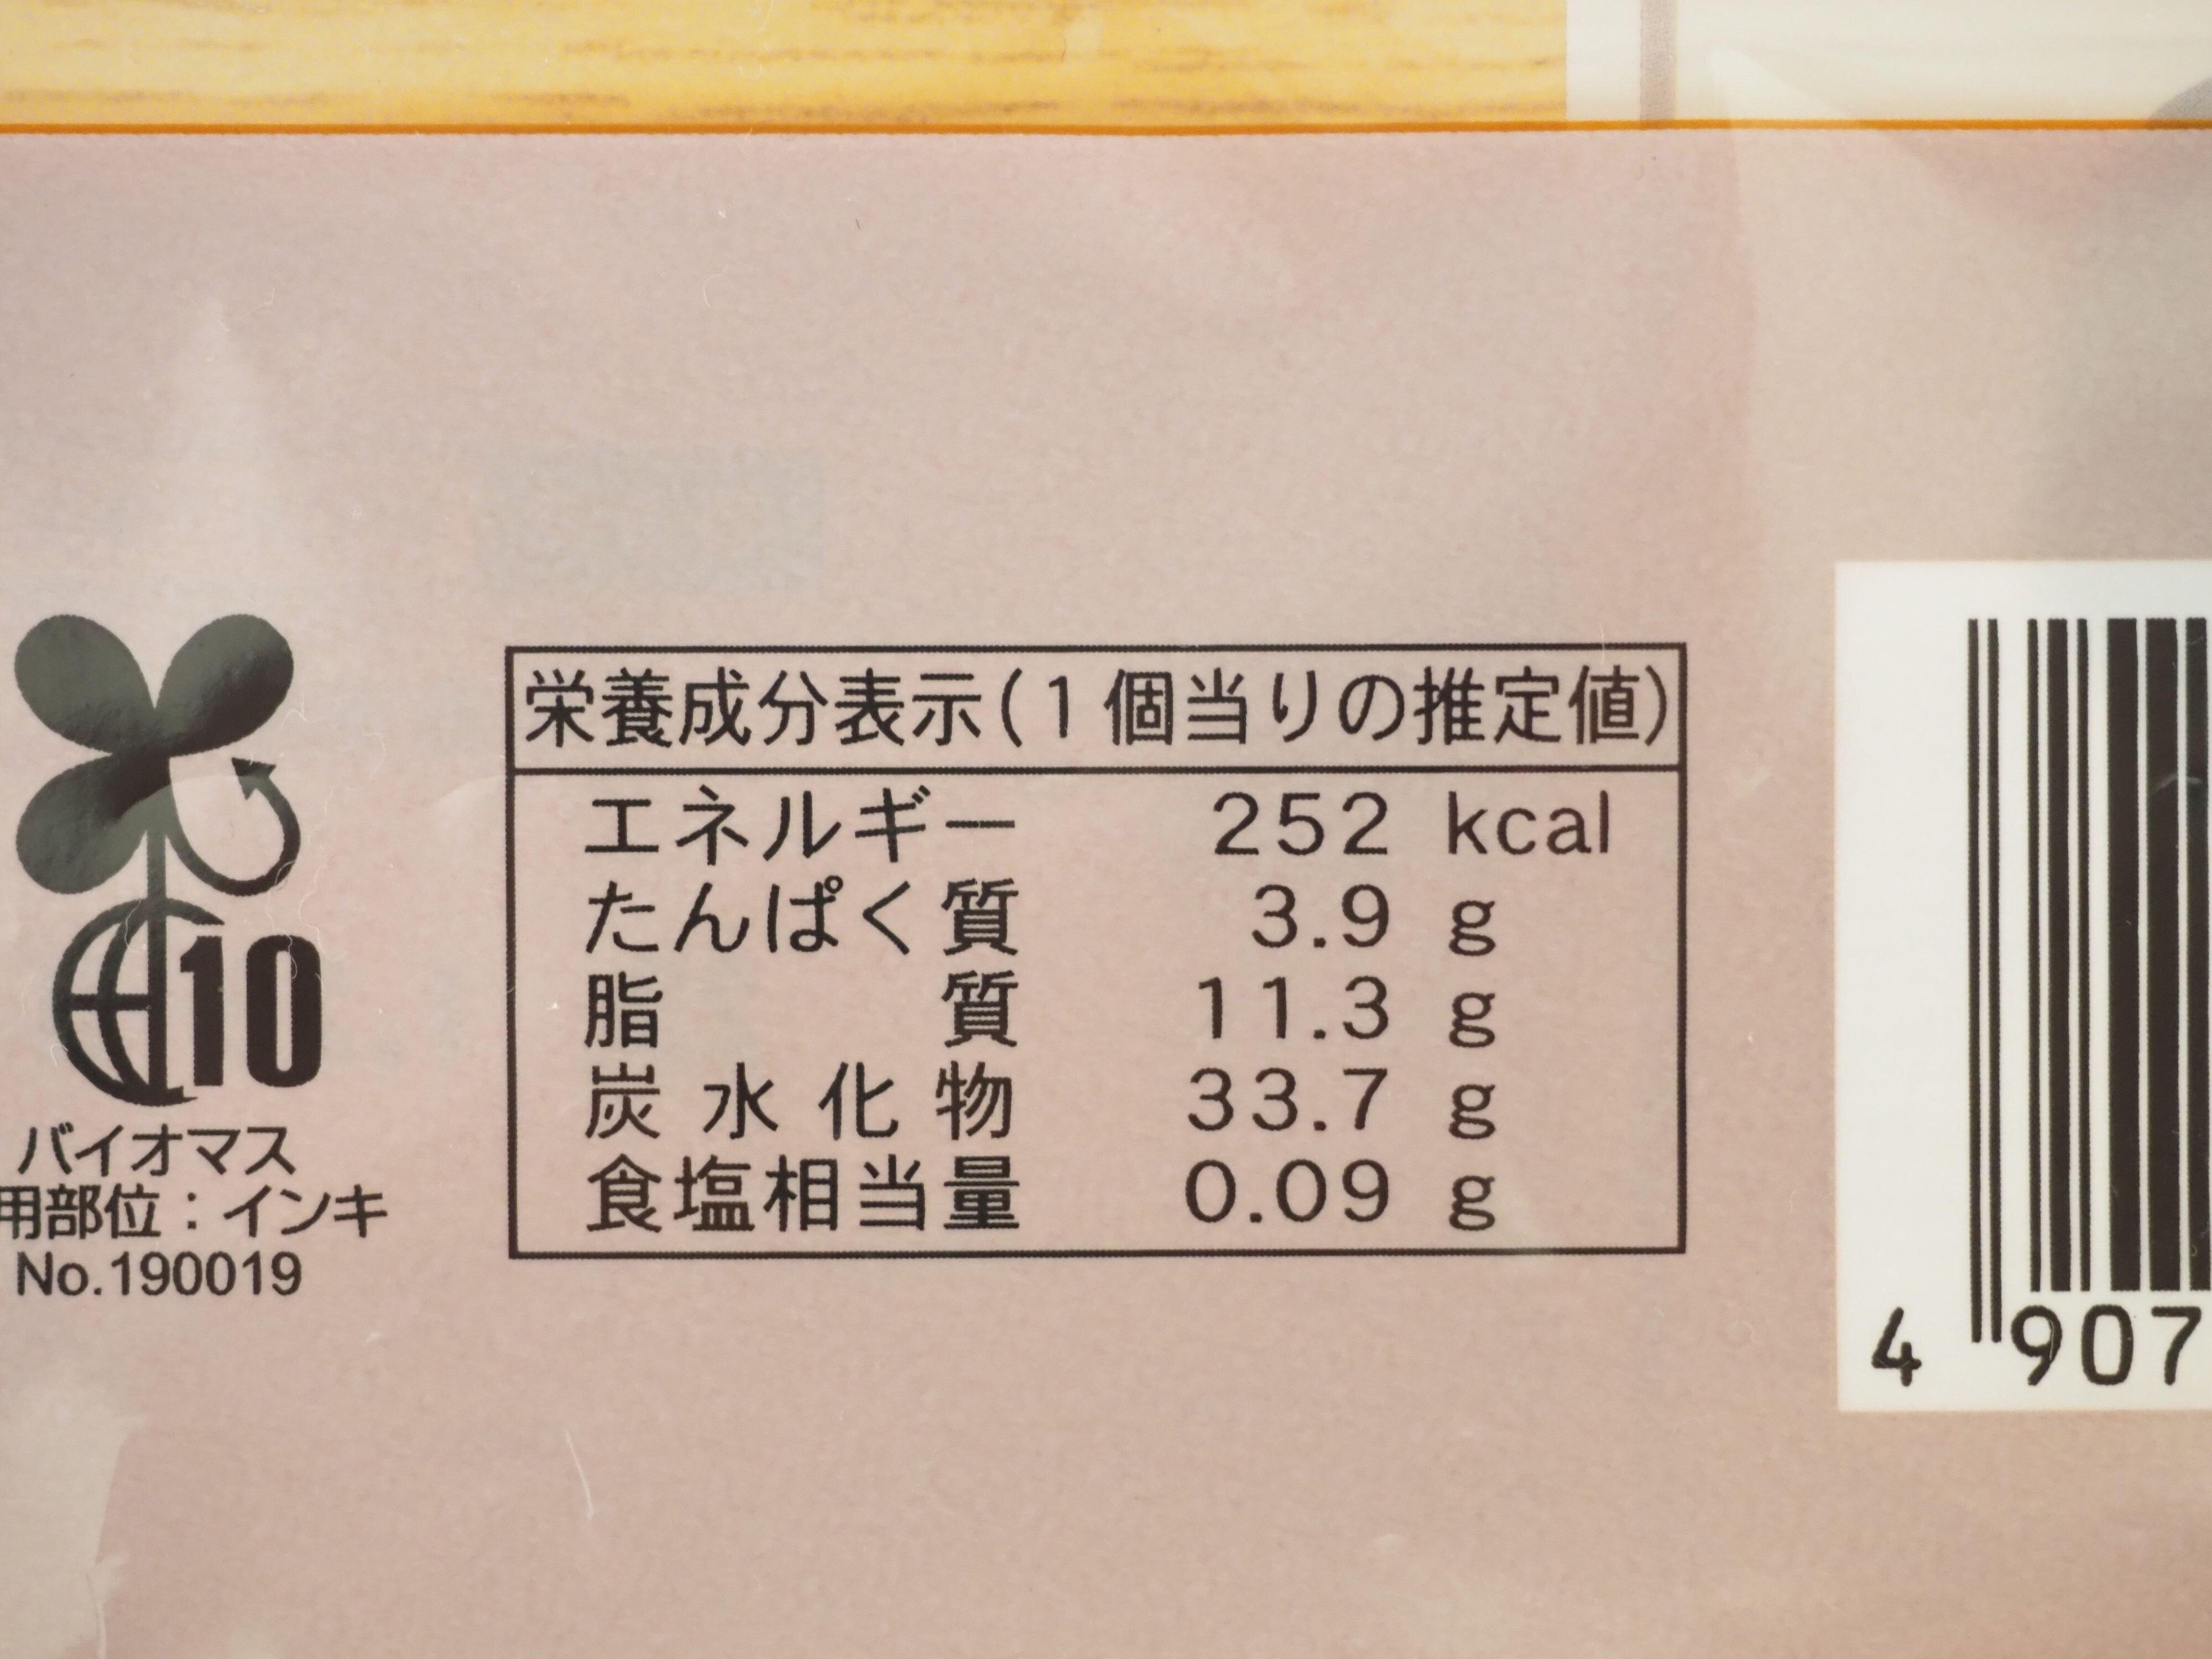 10
バイオマス
用部位：インキ
No.190019
栄養成分表示(1個当りの推定値)
エネルギー 252 kcal
たんぱく質 3.9 g
脂質 11.3 g
炭水化物 33.7 g
食塩相当量 0.09 g
4 907